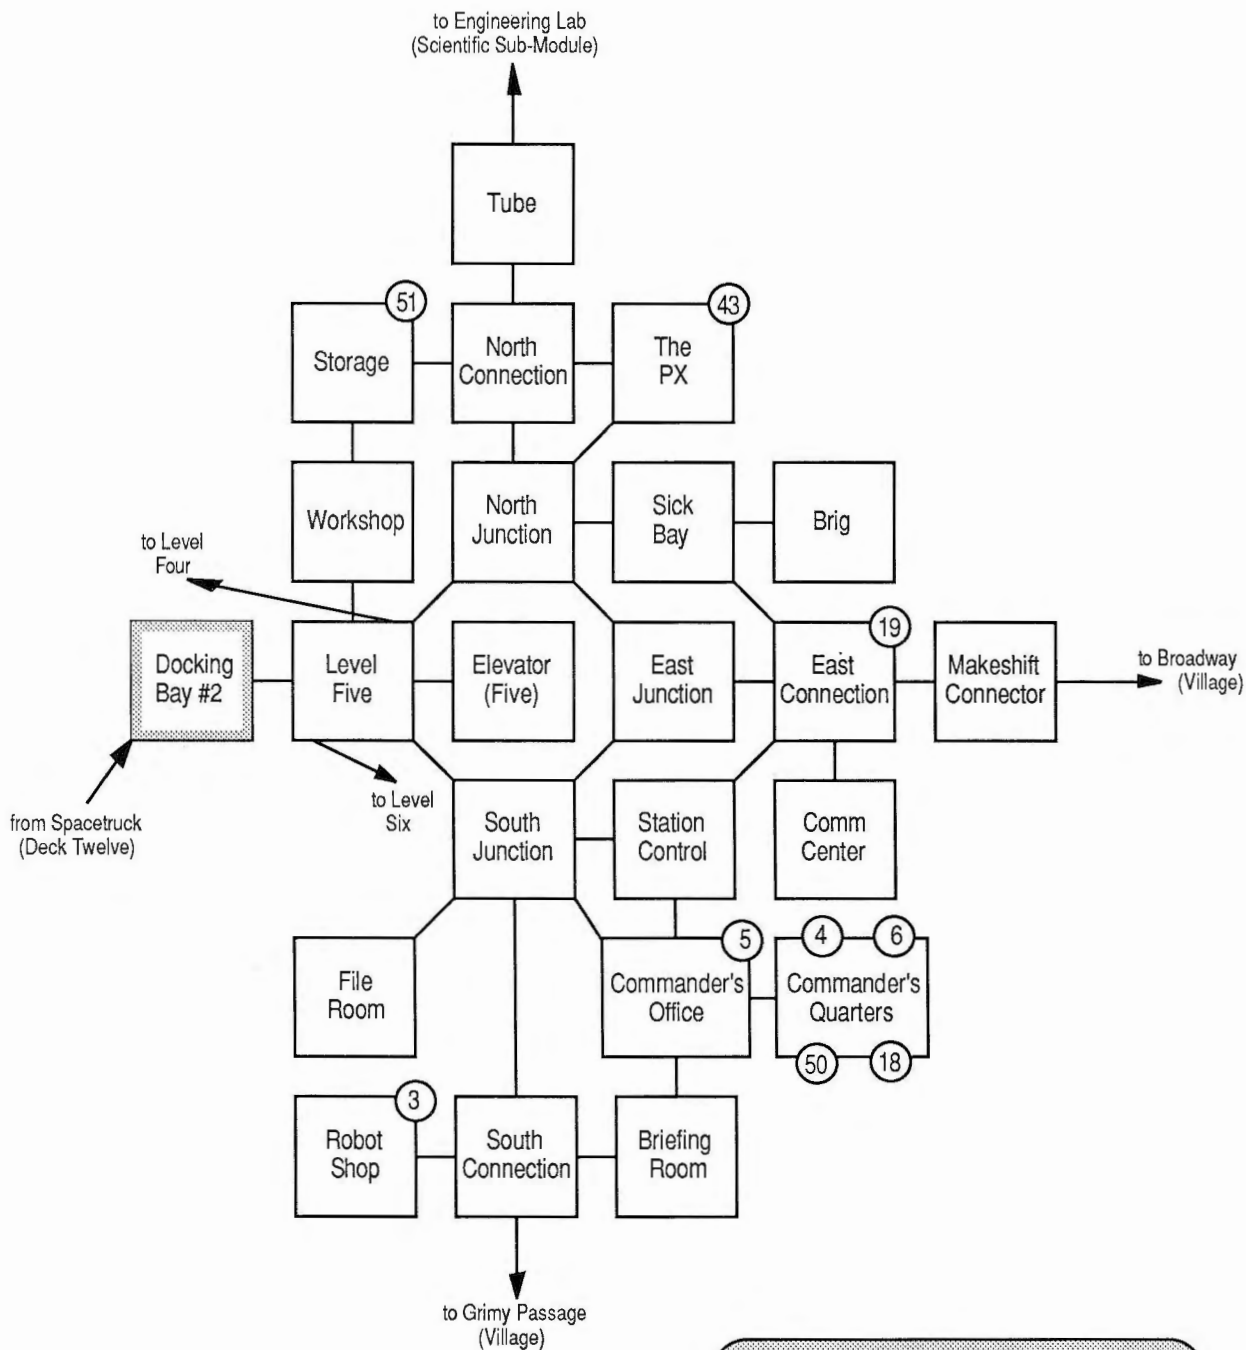 to Engineering Lab
(Scientific Sub-Module)
Tube
51
43
Storage
North
Connection
The
PX
Workshop
North
Junction
Sick
Bay
Brig
to Level
Four
19
Docking
Bay #2
Level
Five
Elevator
(Five)
East
Junction
East
Connection
Makeshift
Connector
to Broadway
(Village)
from Spacetruck
(Deck Twelve)
to Level
Six
South
Junction
Station
Control
Comm
Center
File
Room
5
Commander's
Office
4
6
Commander's
Quarters
50
18
3
Robot
Shop
South
Connection
Briefing
Room
to Grimy Passage
(Village)